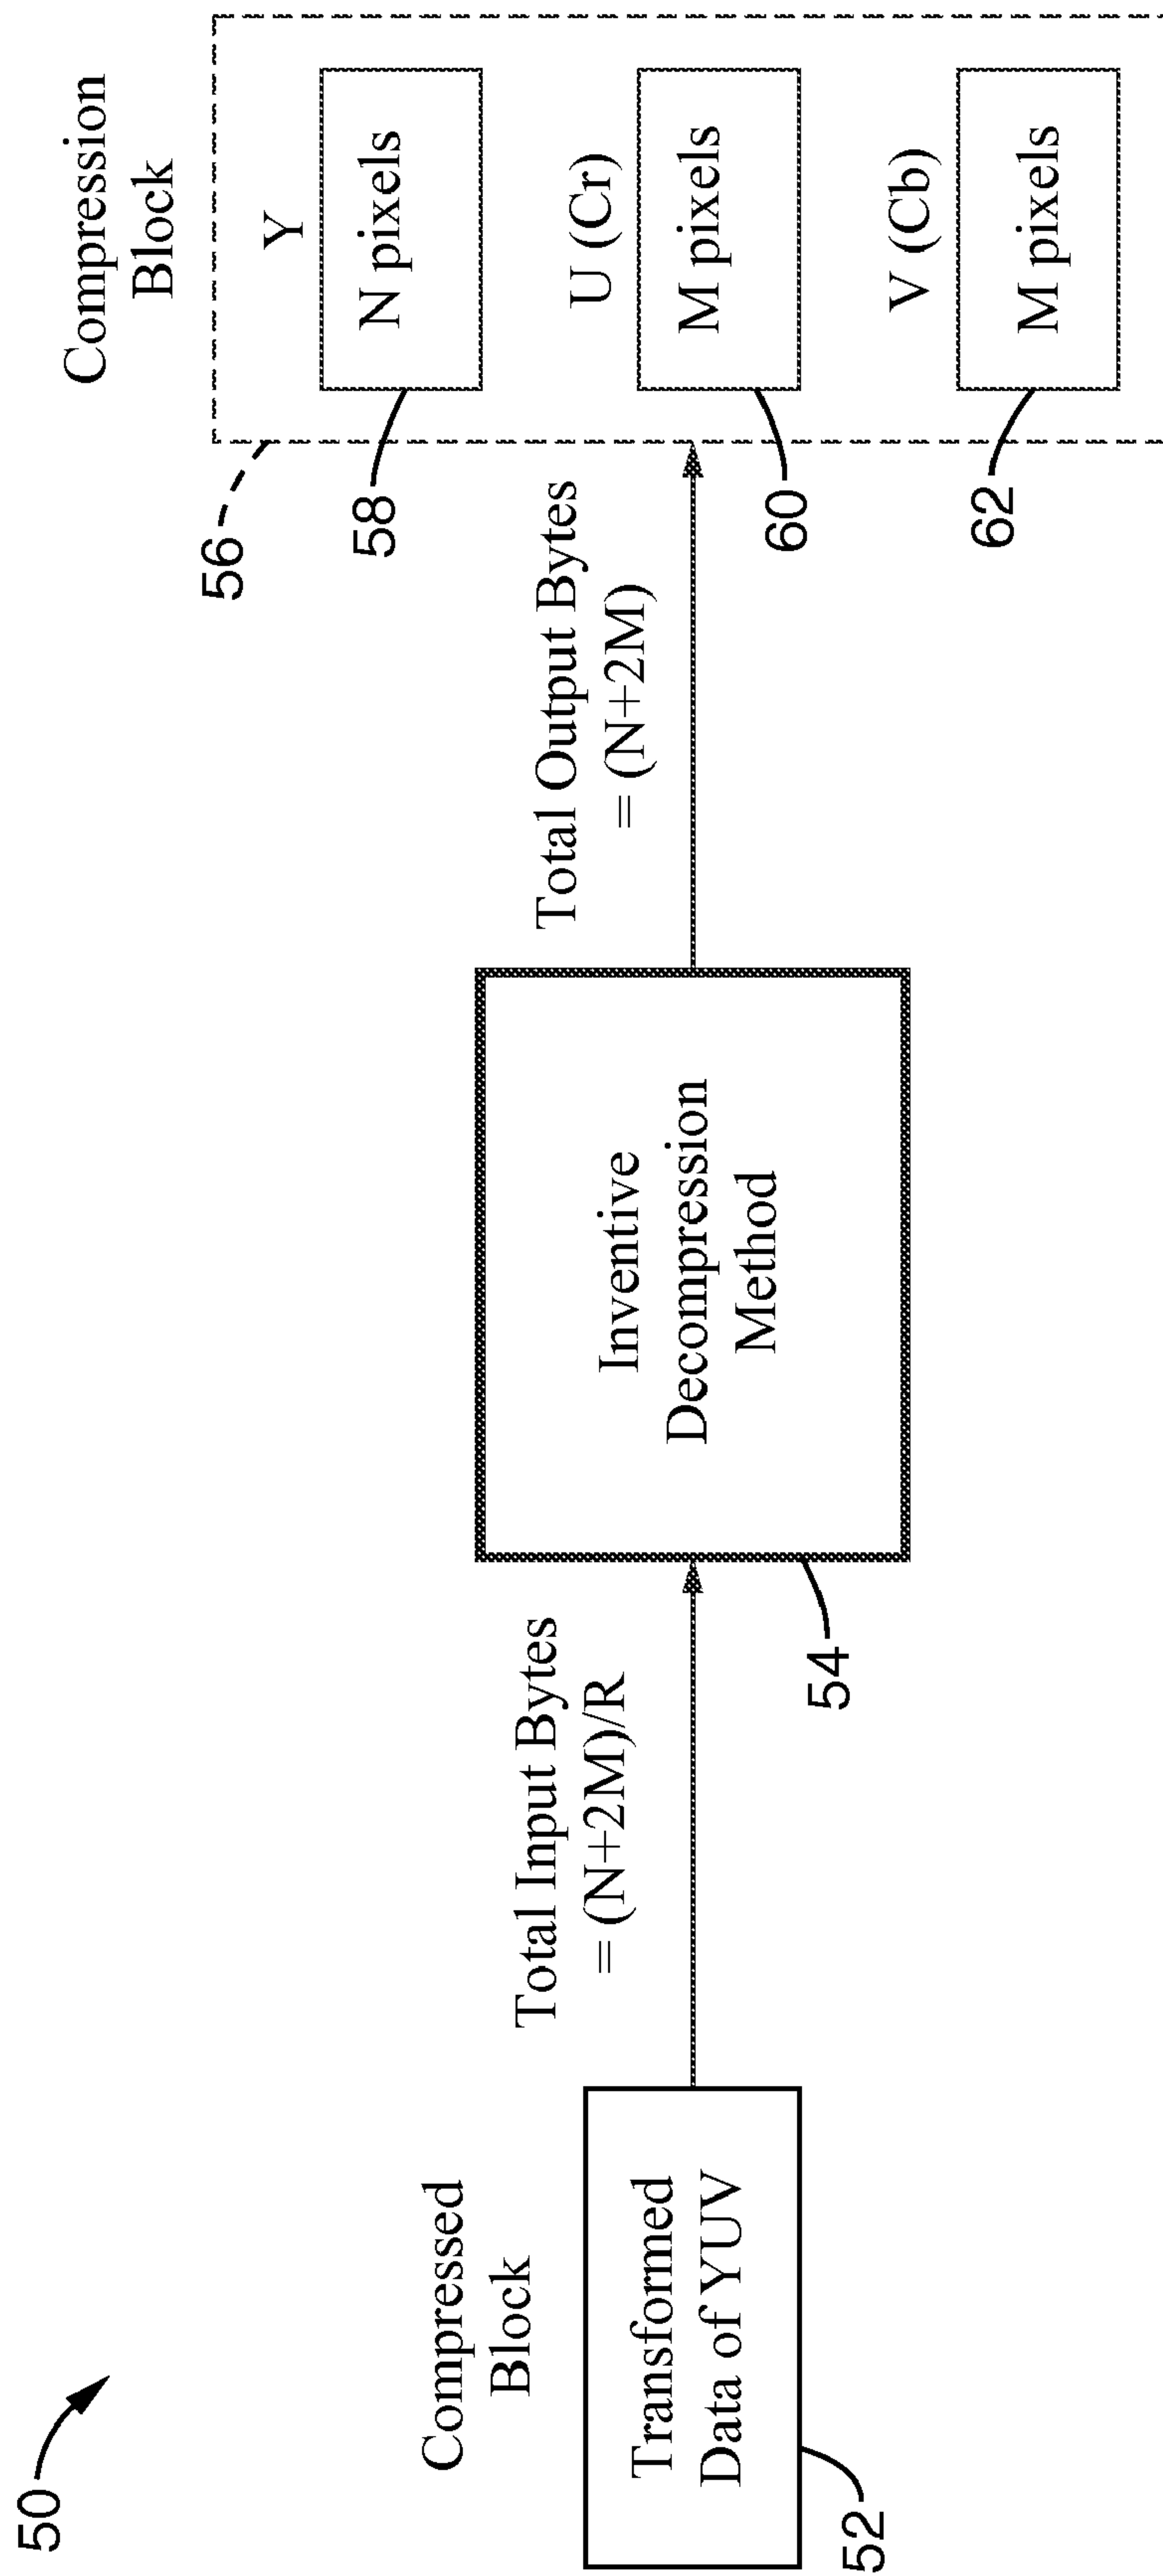 50
Compressed
Block
Transformed
Data of YUV
52
Total Input Bytes
= (N+2M)/R
Inventive
Decompression
Method
54
Total Output Bytes
= (N+2M)
Compression
Block
56
Y
N pixels
58
U (Cr)
M pixels
60
V (Cb)
M pixels
62